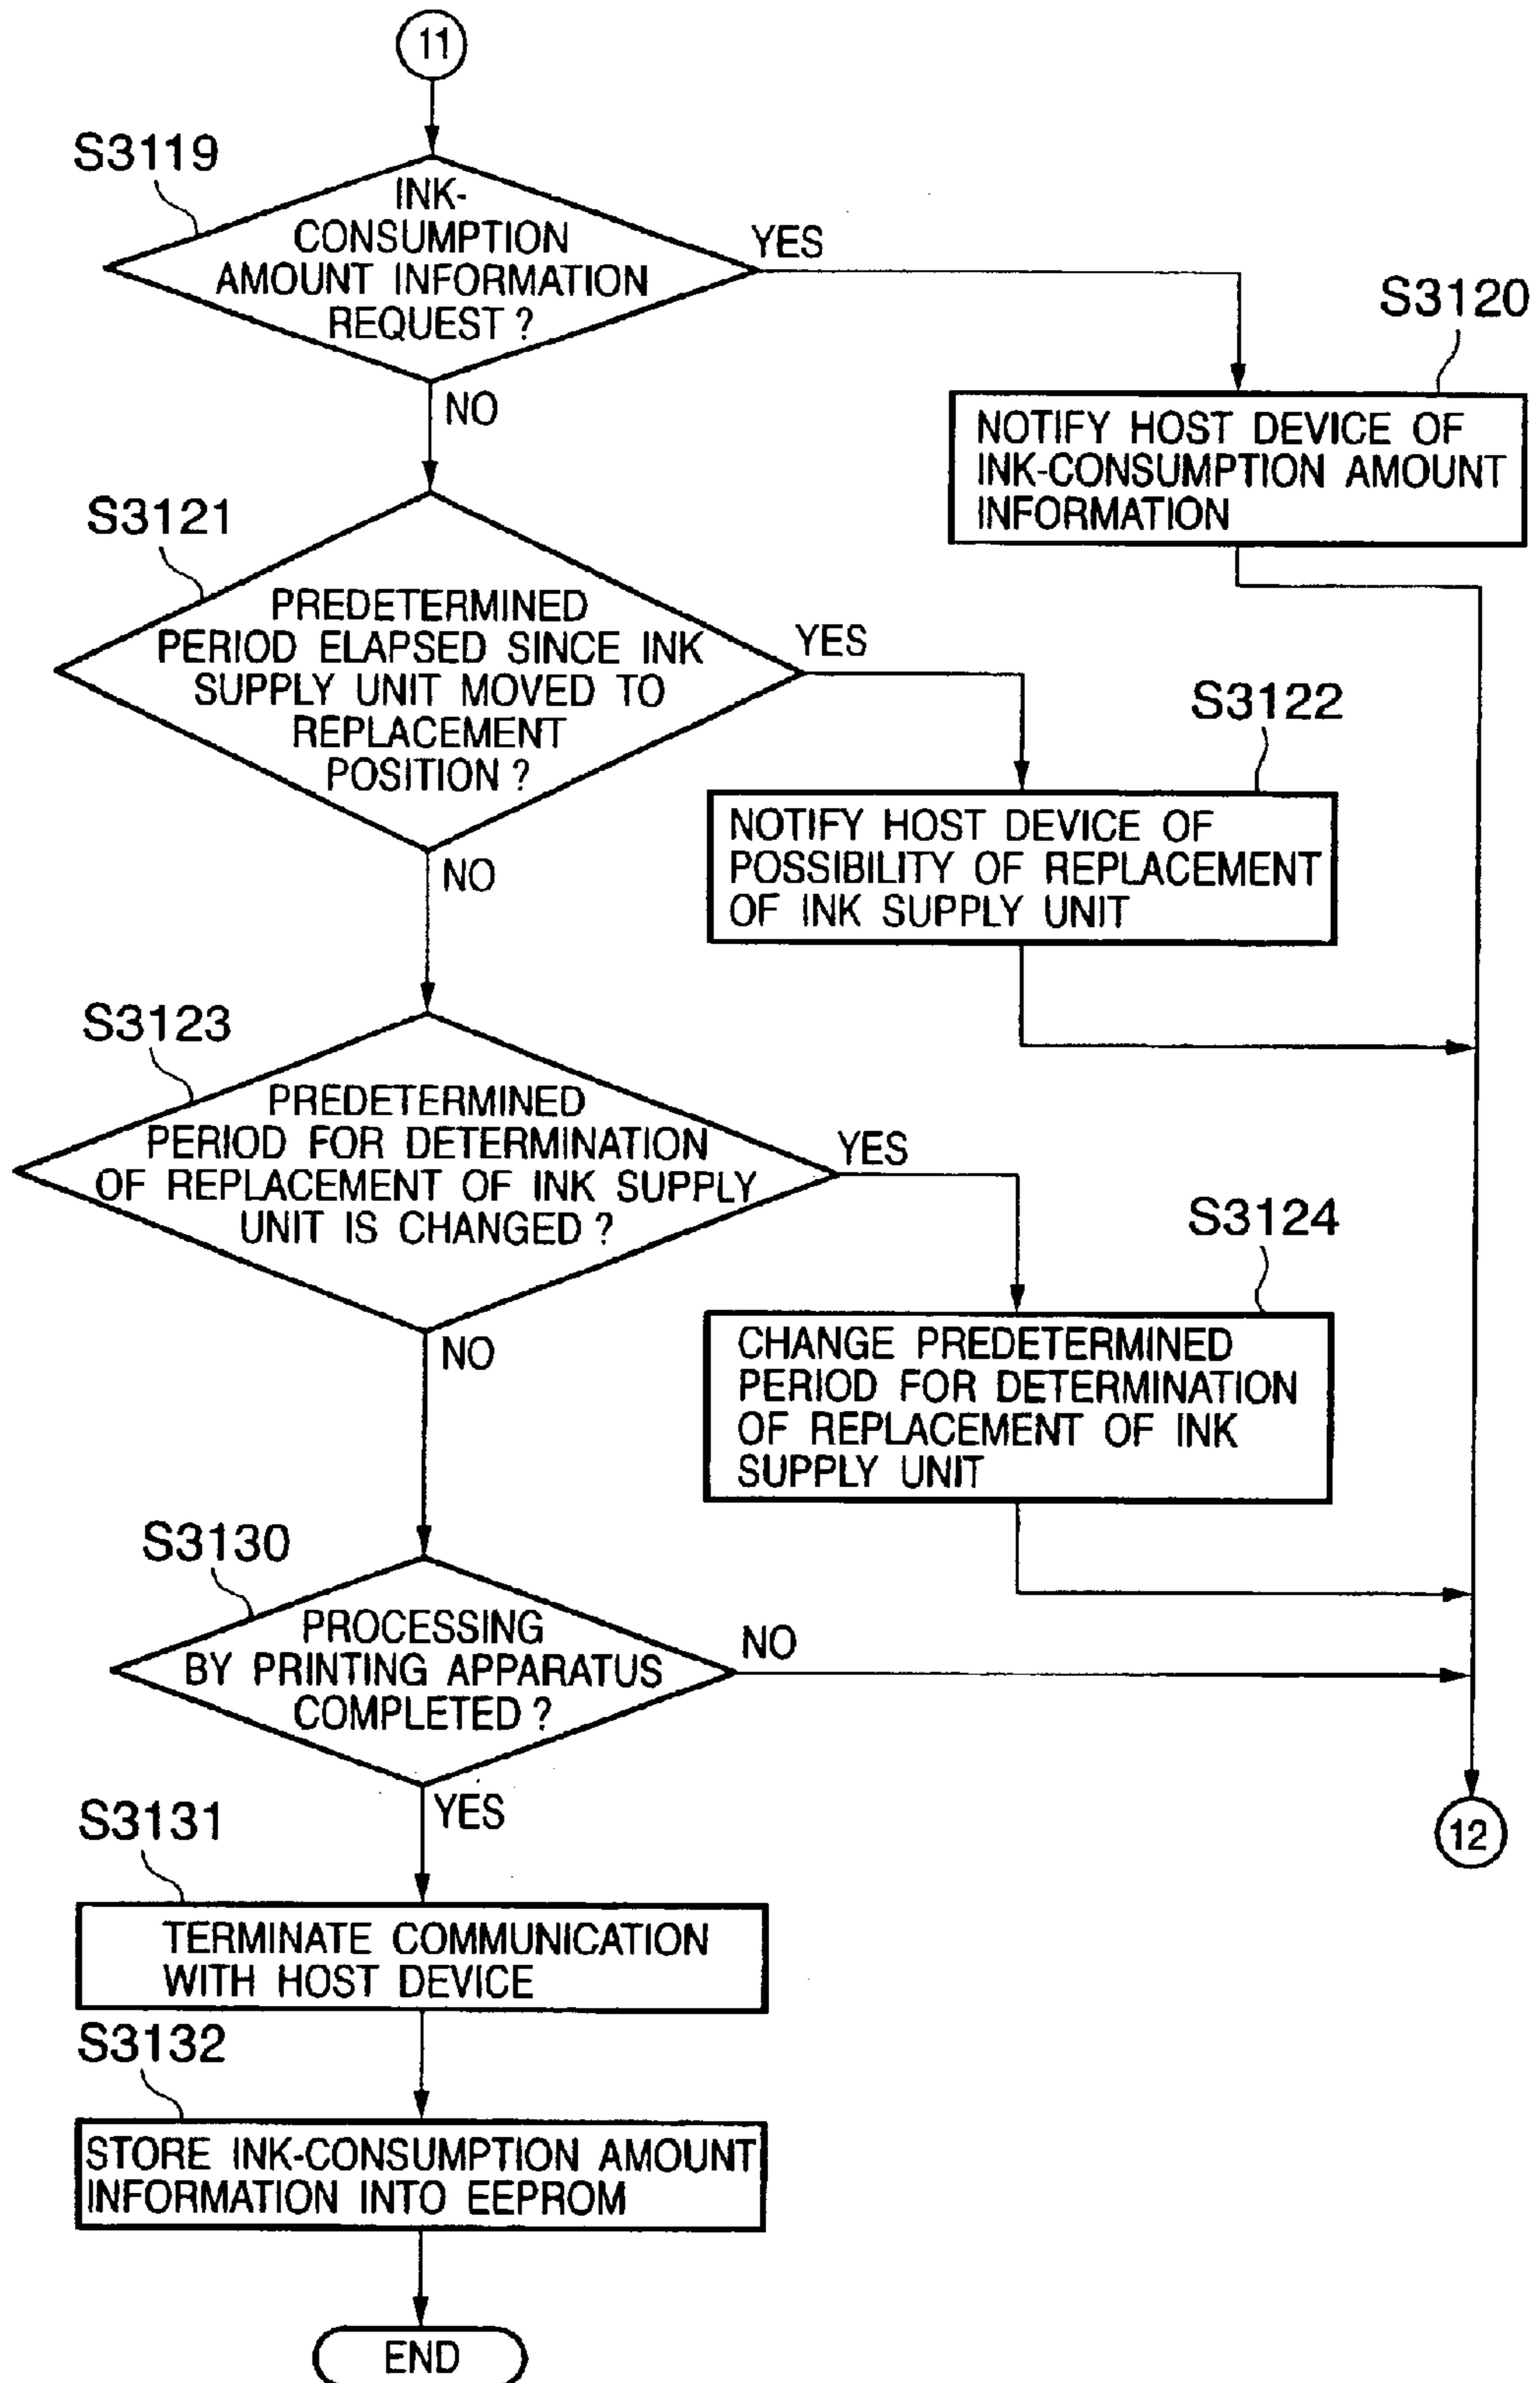 11
S3119
INK-
CONSUMPTION
AMOUNT INFORMATION
REQUEST ?
YES
NO
S3120
NOTIFY HOST DEVICE OF
INK-CONSUMPTION AMOUNT
INFORMATION
S3121
PREDETERMINED
PERIOD ELAPSED SINCE INK
SUPPLY UNIT MOVED TO
REPLACEMENT
POSITION ?
YES
NO
S3122
NOTIFY HOST DEVICE OF
POSSIBILITY OF REPLACEMENT
OF INK SUPPLY UNIT
S3123
PREDETERMINED
PERIOD FOR DETERMINATION
OF REPLACEMENT OF INK SUPPLY
UNIT IS CHANGED ?
YES
NO
S3124
CHANGE PREDETERMINED
PERIOD FOR DETERMINATION
OF REPLACEMENT OF INK
SUPPLY UNIT
S3130
PROCESSING
BY PRINTING APPARATUS
COMPLETED ?
NO
YES
12
S3131
TERMINATE COMMUNICATION
WITH HOST DEVICE
S3132
STORE INK-CONSUMPTION AMOUNT
INFORMATION INTO EEPROM
END